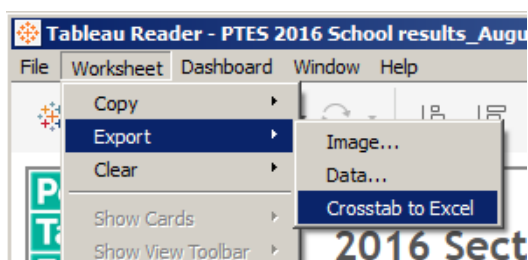 Tableau Reader - PTES 2016 School results_Augu
File Worksheet Dashboard Window Help
Copy
Export
Image...
Clear
Data...
Crosstab to Excel
Show Cards
Show View Toolbar
2016 Sect